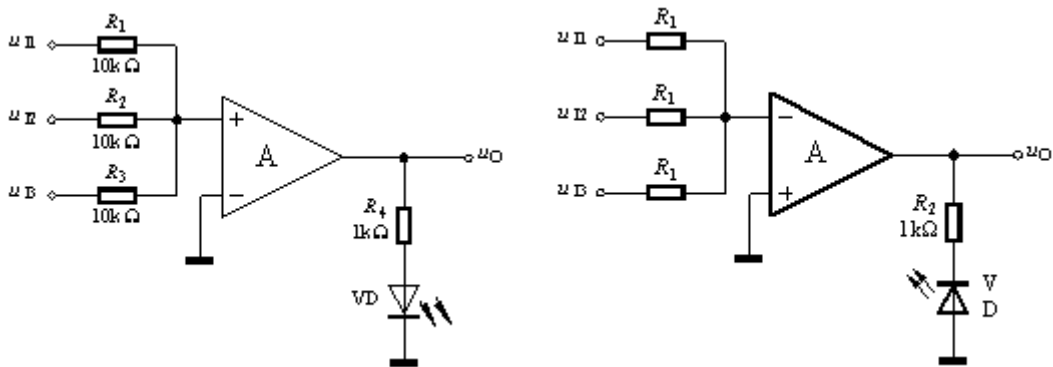 R1
uI1
10kΩ
R2
uI2
10kΩ
+
A
uO
R3
uI3
−
10kΩ
R4
1kΩ
VD
R1
uI1
R1
uI2
−
A
uO
R1
uI3
+
R2
1kΩ
V
D